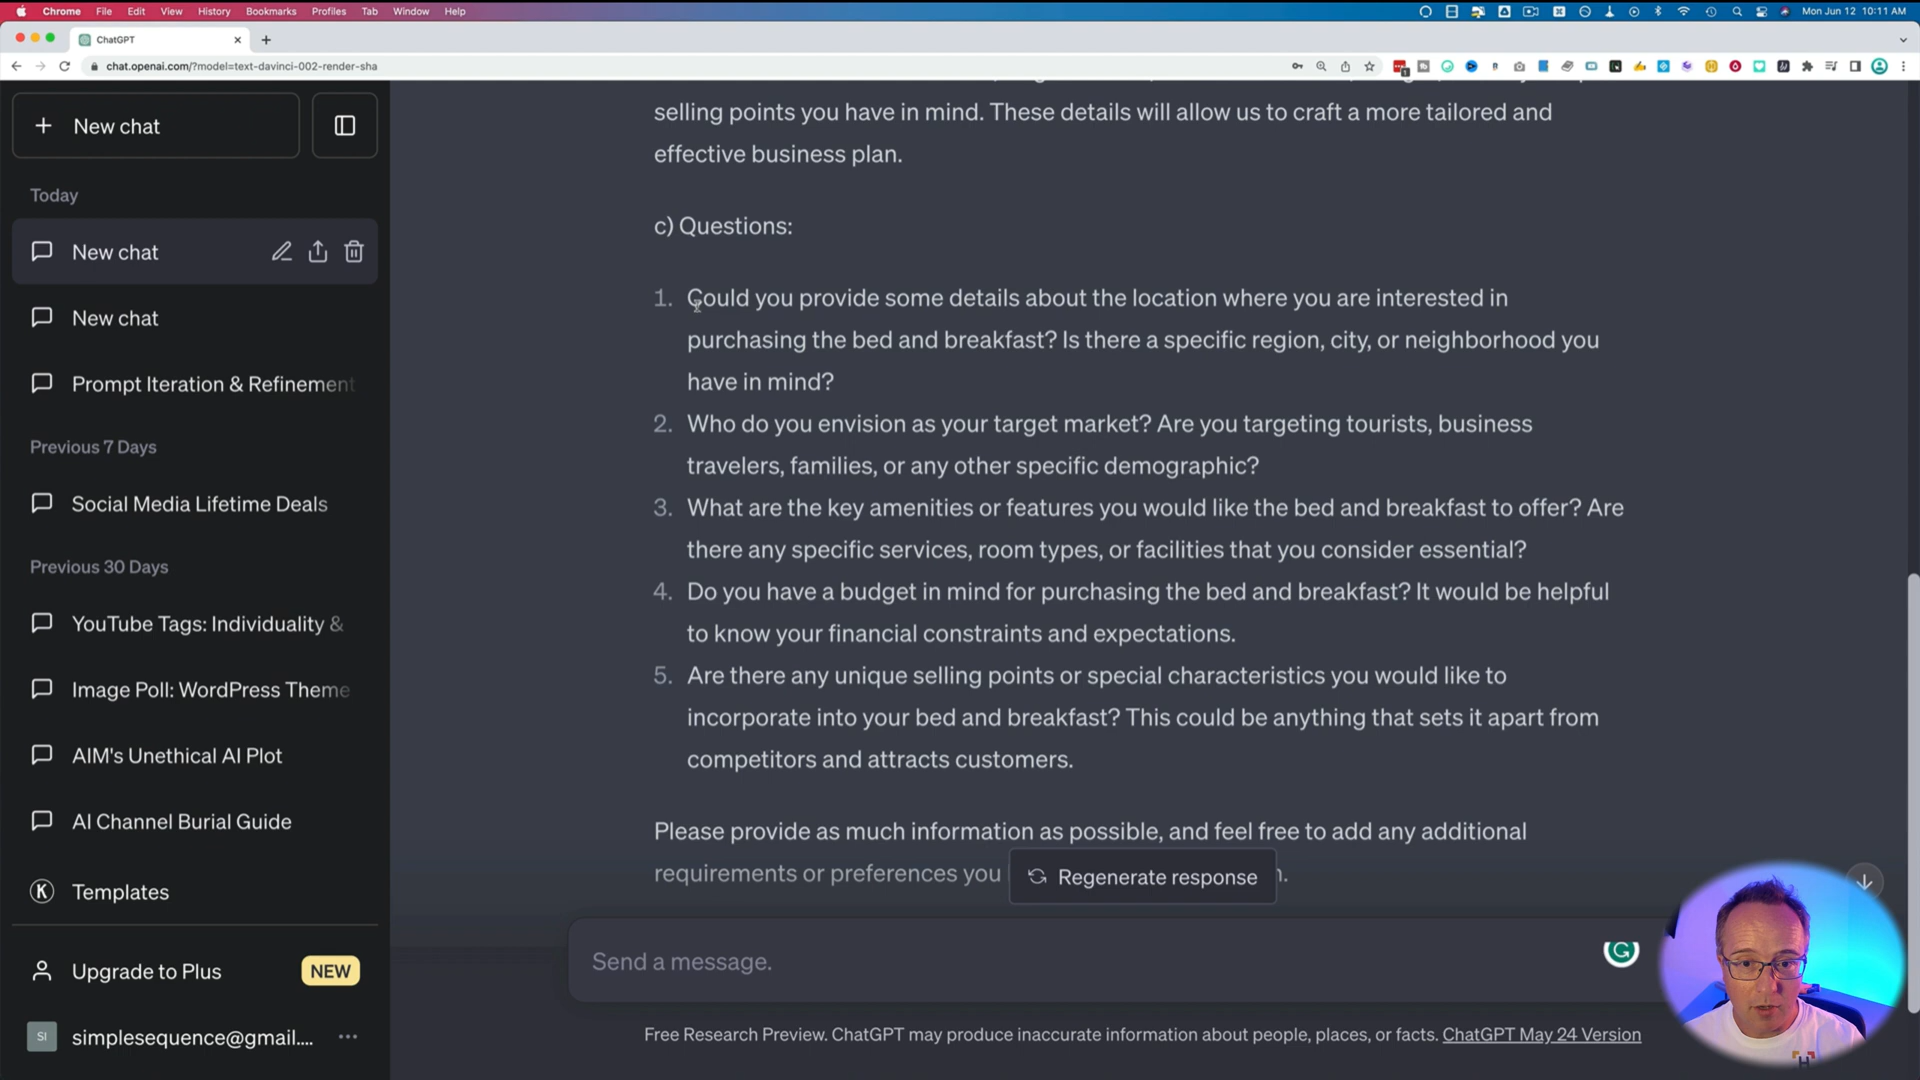 Chrome File Edit View History Bookmarks Profiles Tab Window Help
Mon Jun 12 10:11 AM
ChatGPT
chat.openai.com/?model=text-davinci-002-render-sha
New chat
Today
New chat
New chat
Prompt Iteration & Refinement
Previous 7 Days
Social Media Lifetime Deals
Previous 30 Days
YouTube Tags: Individuality &
Image Poll: WordPress Theme
AIM's Unethical AI Plot
AI Channel Burial Guide
K Templates
Upgrade to Plus NEW
SI simplesequence@gmail....
selling points you have in mind. These details will allow us to craft a more tailored and
effective business plan.
c) Questions:
1. Could you provide some details about the location where you are interested in
purchasing the bed and breakfast? Is there a specific region, city, or neighborhood you
have in mind?
2. Who do you envision as your target market? Are you targeting tourists, business
travelers, families, or any other specific demographic?
3. What are the key amenities or features you would like the bed and breakfast to offer? Are
there any specific services, room types, or facilities that you consider essential?
4. Do you have a budget in mind for purchasing the bed and breakfast? It would be helpful
to know your financial constraints and expectations.
5. Are there any unique selling points or special characteristics you would like to
incorporate into your bed and breakfast? This could be anything that sets it apart from
competitors and attracts customers.
Please provide as much information as possible, and feel free to add any additional
requirements or preferences you
Regenerate response
Send a message.
Free Research Preview. ChatGPT may produce inaccurate information about people, places, or facts. ChatGPT May 24 Version